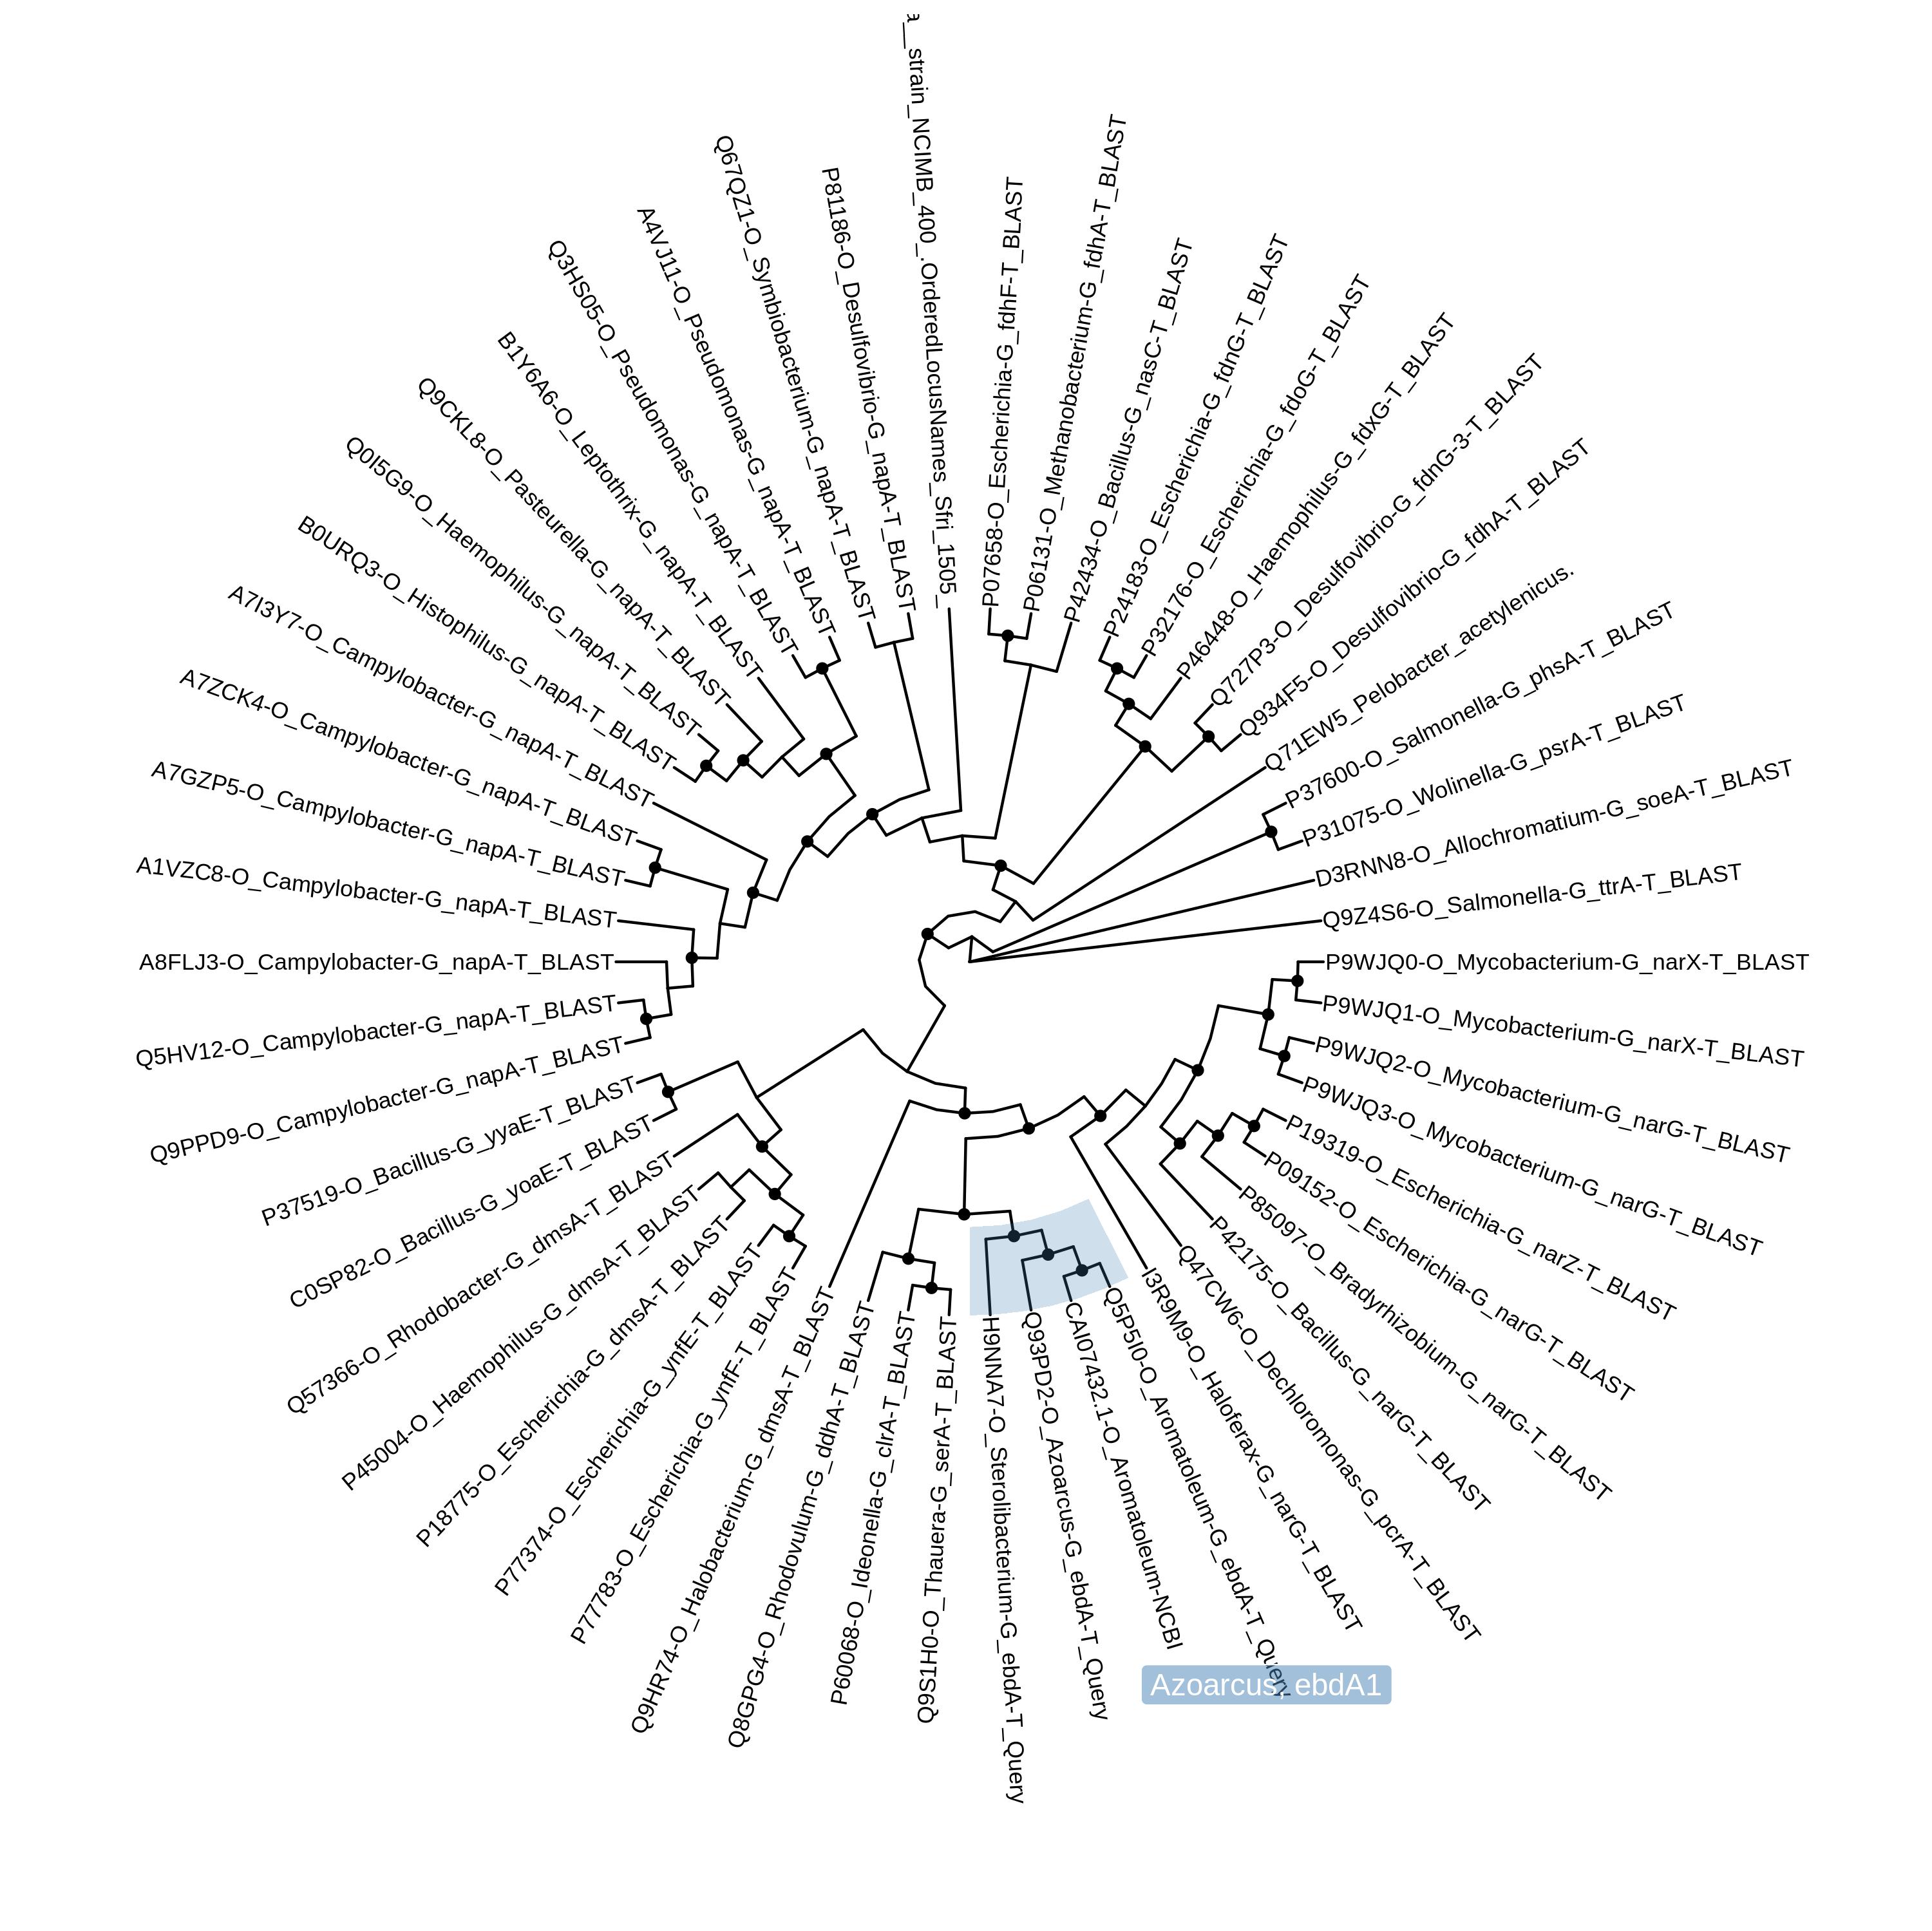 a__strain_NCIMB_400_.OrderedLocusNames_Sfri_1505_
P07658-O_Escherichia-G_fdhF-T_BLAST
P06131-O_Methanobacterium-G_fdhA-T_BLAST
P42434-O_Bacillus-G_nasC-T_BLAST
P24183-O_Escherichia-G_fdnG-T_BLAST
P32176-O_Escherichia-G_fdoG-T_BLAST
P46448-O_Haemophilus-G_fdxG-T_BLAST
Q727P3-O_Desulfovibrio-G_fdnG-3-T_BLAST
Q934F5-O_Desulfovibrio-G_fdhA-T_BLAST
Q71EW5_Pelobacter_acetylenicus.
P37600-O_Salmonella-G_phsA-T_BLAST
P31075-O_Wolinella-G_psrA-T_BLAST
D3RNN8-O_Allochromatium-G_soeA-T_BLAST
Q9Z4S6-O_Salmonella-G_ttrA-T_BLAST
P9WJQ0-O_Mycobacterium-G_narX-T_BLAST
P9WJQ1-O_Mycobacterium-G_narX-T_BLAST
P9WJQ2-O_Mycobacterium-G_narG-T_BLAST
P9WJQ3-O_Mycobacterium-G_narG-T_BLAST
P19319-O_Escherichia-G_narZ-T_BLAST
P09152-O_Escherichia-G_narG-T_BLAST
P85097-O_Bradyrhizobium-G_narG-T_BLAST
P42175-O_Bacillus-G_narG-T_BLAST
Q47CW6-O_Dechloromonas-G_pcrA-T_BLAST
I3R9M9-O_Haloferax-G_narG-T_BLAST
Q5P5I0-O_Aromatoleum-G_ebdA-T_Query
CAI07432.1-O_Aromatoleum-NCBI
Q93PD2-O_Azoarcus-G_ebdA-T_Query
H9NNA7-O_Sterolibacterium-G_ebdA-T_Query
Q9S1H0-O_Thauera-G_serA-T_BLAST
P60068-O_Ideonella-G_clrA-T_BLAST
Q8GPG4-O_Rhodovulum-G_ddhA-T_BLAST
Q9HR74-O_Halobacterium-G_dmsA-T_BLAST
P77783-O_Escherichia-G_ynfF-T_BLAST
P77374-O_Escherichia-G_ynfE-T_BLAST
P18775-O_Escherichia-G_dmsA-T_BLAST
P45004-O_Haemophilus-G_dmsA-T_BLAST
Q57366-O_Rhodobacter-G_dmsA-T_BLAST
C0SP82-O_Bacillus-G_yoaE-T_BLAST
P37519-O_Bacillus-G_yyaE-T_BLAST
Q9PPD9-O_Campylobacter-G_napA-T_BLAST
Q5HV12-O_Campylobacter-G_napA-T_BLAST
A8FLJ3-O_Campylobacter-G_napA-T_BLAST
A1VZC8-O_Campylobacter-G_napA-T_BLAST
A7GZP5-O_Campylobacter-G_napA-T_BLAST
A7ZCK4-O_Campylobacter-G_napA-T_BLAST
A7I3Y7-O_Campylobacter-G_napA-T_BLAST
B0URQ3-O_Histophilus-G_napA-T_BLAST
Q0I5G9-O_Haemophilus-G_napA-T_BLAST
Q9CKL8-O_Pasteurella-G_napA-T_BLAST
B1Y6A6-O_Leptothrix-G_napA-T_BLAST
Q3HS05-O_Pseudomonas-G_napA-T_BLAST
A4VJ11-O_Pseudomonas-G_napA-T_BLAST
Q67QZ1-O_Symbiobacterium-G_napA-T_BLAST
P81186-O_Desulfovibrio-G_napA-T_BLAST
Azoarcus, ebdA1